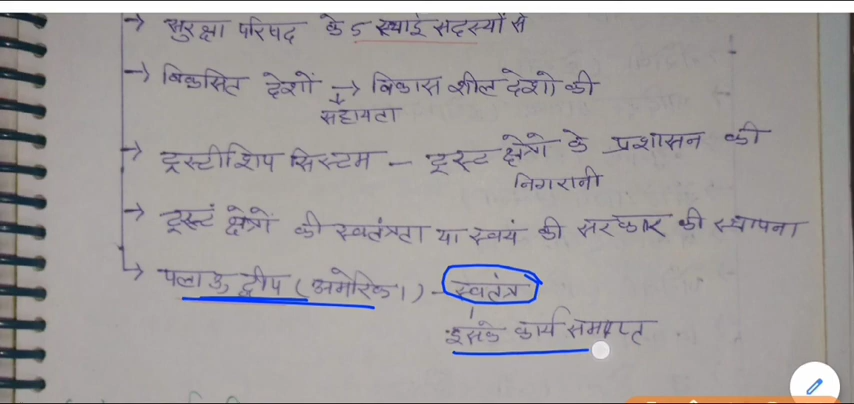 → सुरक्षा परिषद के 5 स्थाई सदस्यों से
→ विकसित देशों → विकास शील देशो की
↓
सहायता
→ ट्रस्टीशिप सिस्टम – ट्रस्ट क्षेत्रो के प्रशासन की
निगरानी
→ ट्रस्ट क्षेत्रों की स्वतंत्रता या स्वयं की सरकार की स्थापना
→ पलाऊ द्वीप (अमेरिका) – स्वतंत्र
इसके कार्य समाप्त